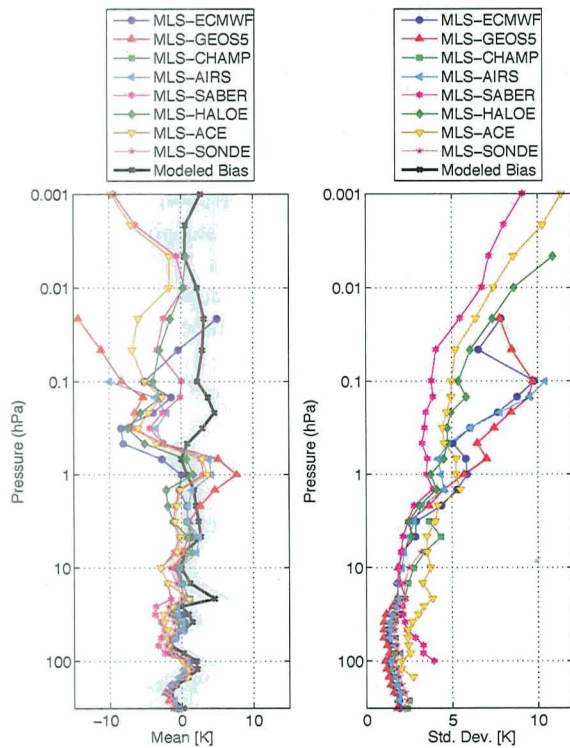 MLS-ECMWF
MLS-GEOS5
MLS-CHAMP
MLS-AIRS
MLS-SABER
MLS-HALOE
MLS-ACE
MLS-SONDE
Modeled Bias
0.001
0.01
0.1
1
10
100
Pressure (hPa)
-10
0
10
Mean [K]
MLS-ECMWF
MLS-GEOS5
MLS-CHAMP
MLS-AIRS
MLS-SABER
MLS-HALOE
MLS-ACE
MLS-SONDE
Modeled Bias
0.001
0.01
0.1
1
10
100
Pressure (hPa)
0
5
10
Std. Dev. [K]